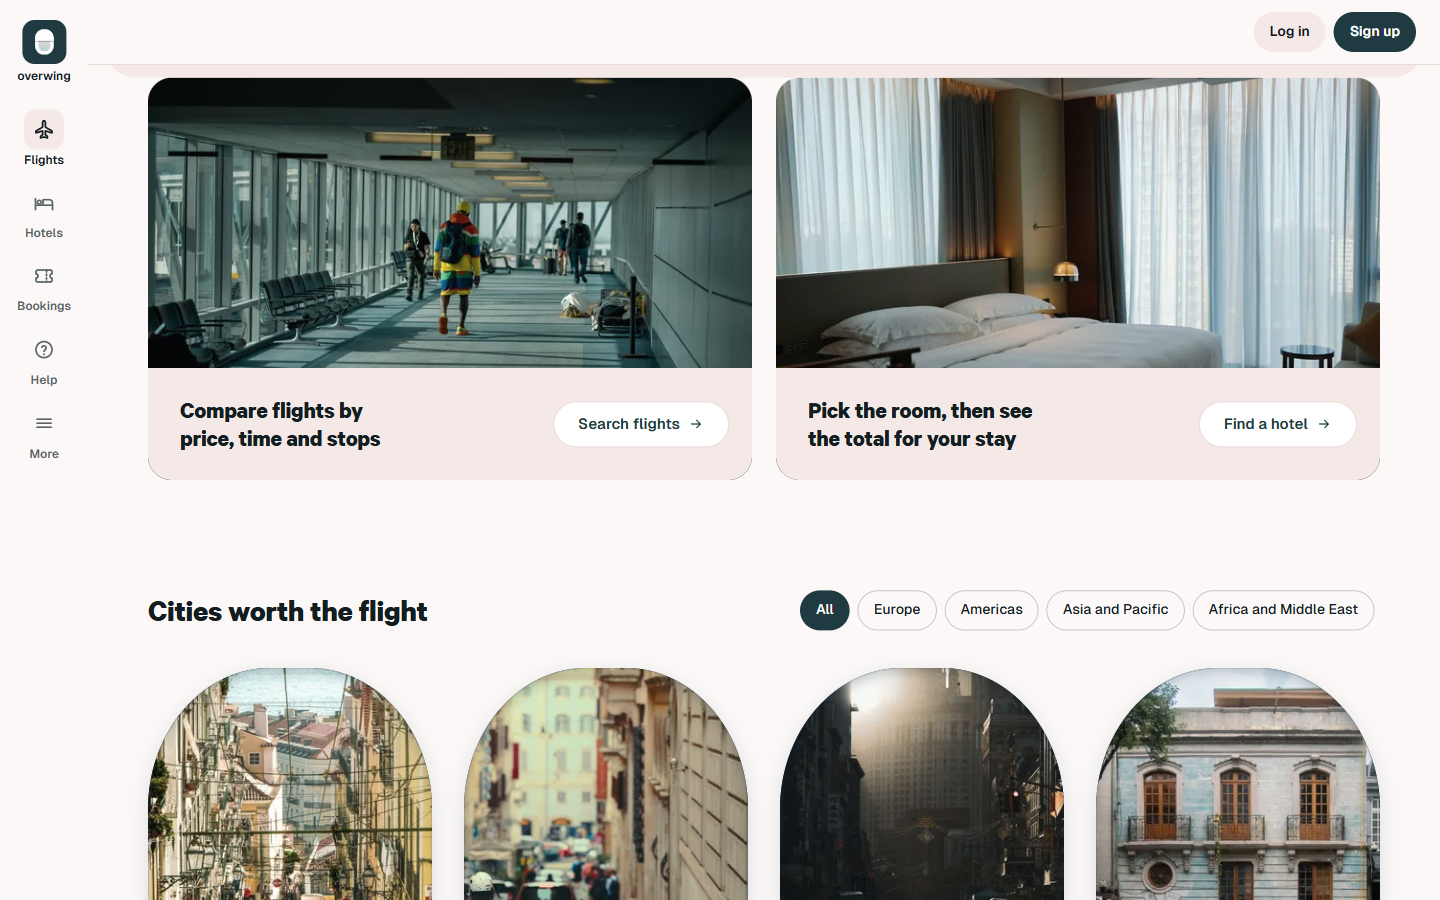 Log in
Sign up
overwing
Flights
Hotels
Bookings
Help
More
EXIT
Compare flights by
price, time and stops
Search flights
Pick the room, then see
the total for your stay
Find a hotel
Cities worth the flight
All
Europe
Americas
Asia and Pacific
Africa and Middle East